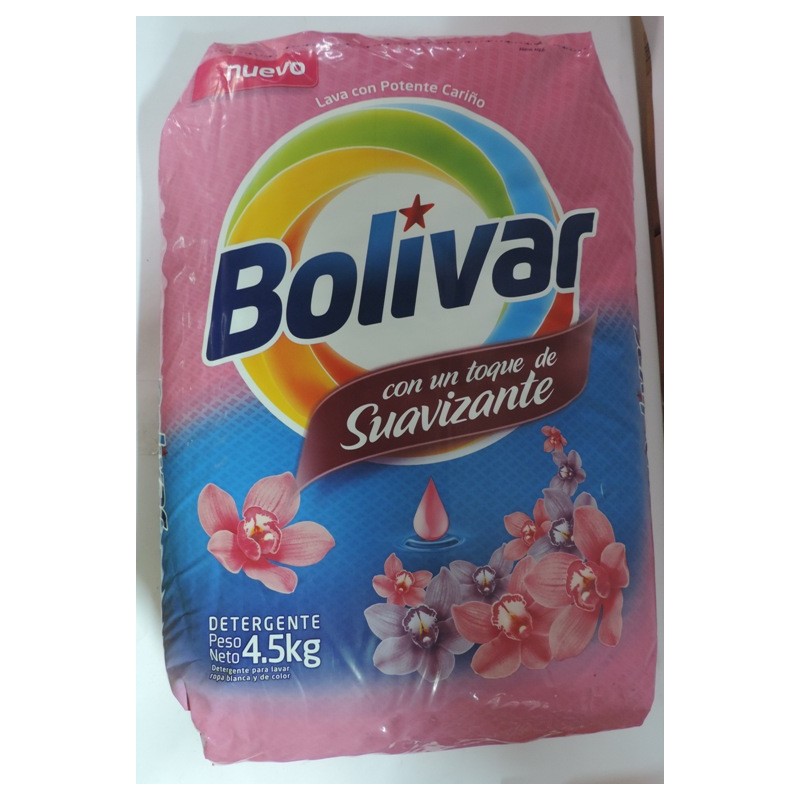 nuevo
Lava con Potente Cariño
Bolivar
con un toque de
Suavizante
DETERGENTE
Peso
Neto 4.5kg
Detergente para lavar
ropa blanca y de color